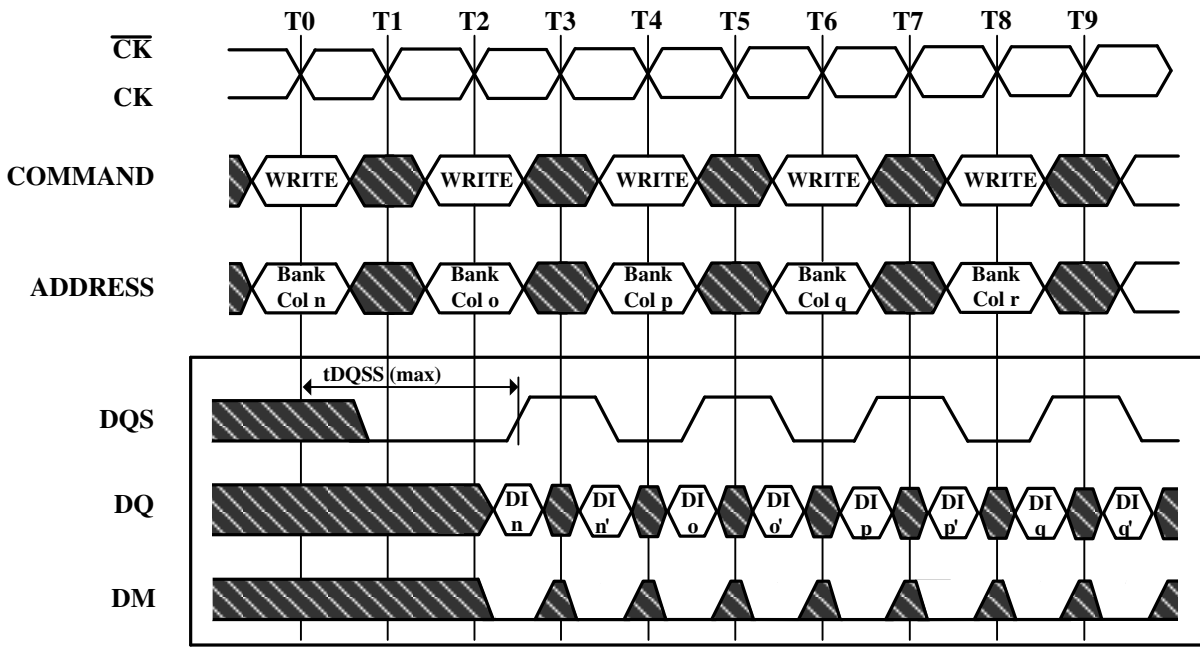 T0 T1 T2 T3 T4 T5 T6 T7 T8 T9
CK
CK
COMMAND WRITE WRITE WRITE WRITE WRITE
ADDRESS Bank Col n Bank Col o Bank Col p Bank Col q Bank Col r
tDQSS (max)
DQS
DQ DI n DI n' DI o DI o' DI p DI p' DI q DI q'
DM